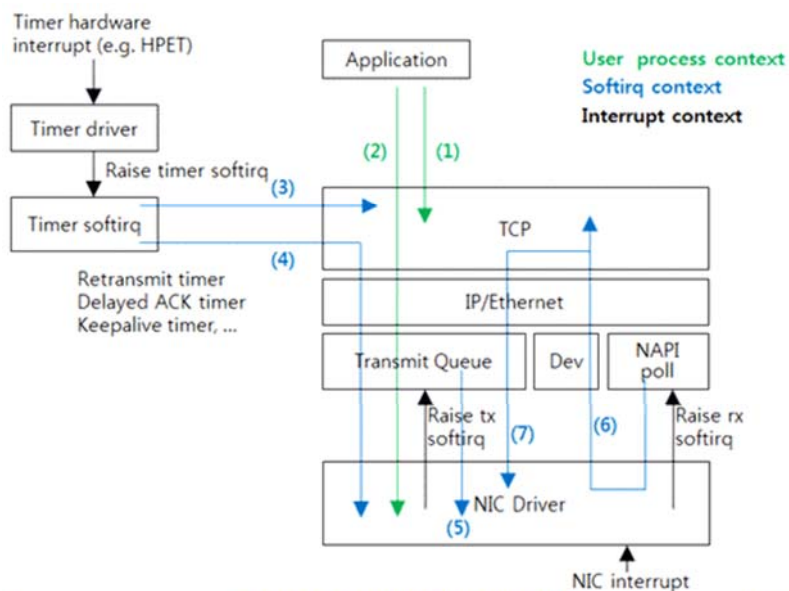 Timer hardware
interrupt (e.g. HPET)
Application
User process context
Softirq context
Interrupt context
Timer driver
(2)
(1)
Raise timer softirq
(3)
Timer softirq
TCP
(4)
Retransmit timer
Delayed ACK timer
Keepalive timer, ...
IP/Ethernet
Transmit Queue
Dev
NAPI
poll
Raise tx
softirq
(7)
(6)
Raise rx
softirq
NIC Driver
(5)
NIC interrupt